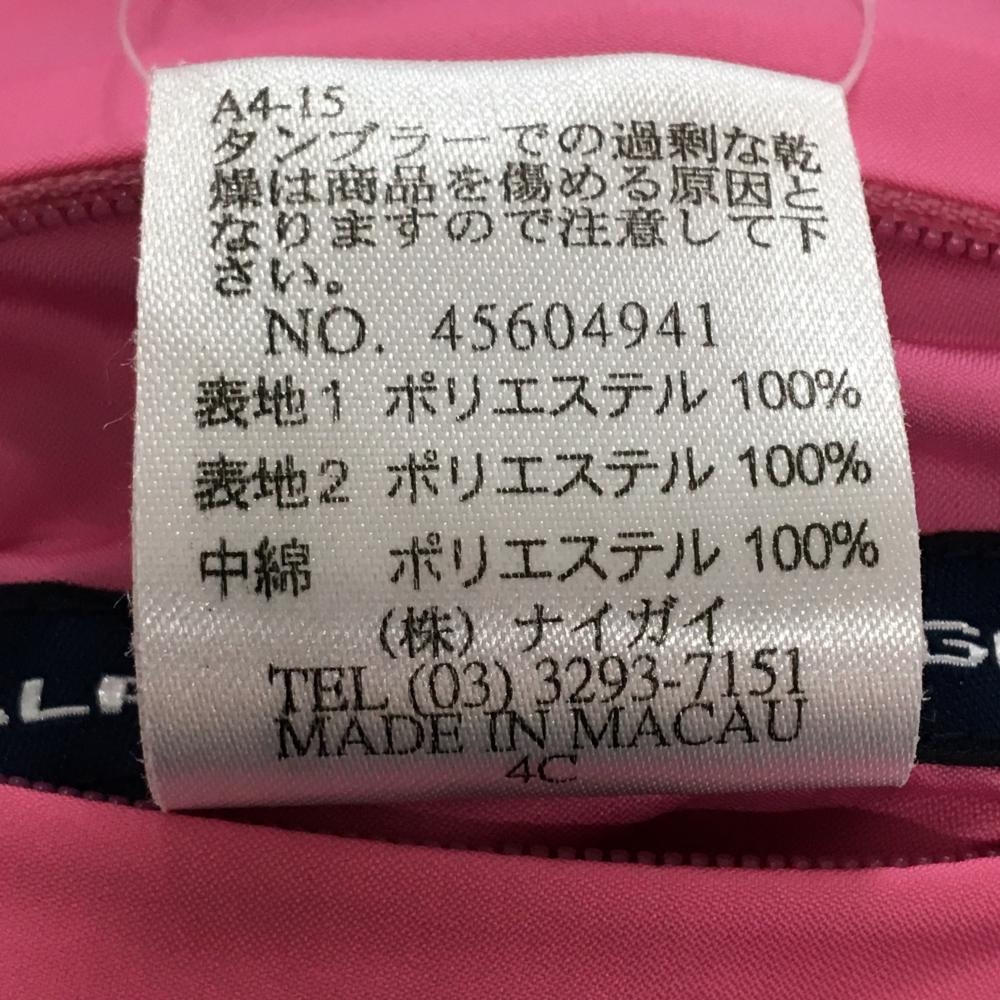 A4-15
タンブラーでの過剰な乾
燥は商品を傷める原因と
なりますので注意して下
さい。
NO. 45604941
表地1 ポリエステル 100%
表地2 ポリエステル 100%
中綿 ポリエステル 100%
(株) ナイガイ
TEL (03) 3293-7151
MADE IN MACAU
4C